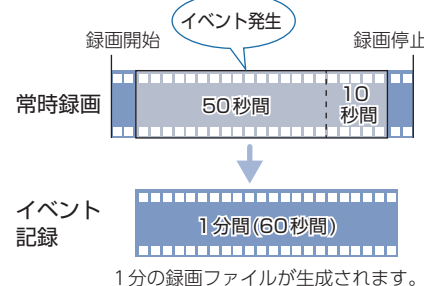 イベント発生
録画開始
録画停止
常時録画
50秒間
10
秒間
イベント
記録
1分間(60秒間)
1分の録画ファイルが生成されます。